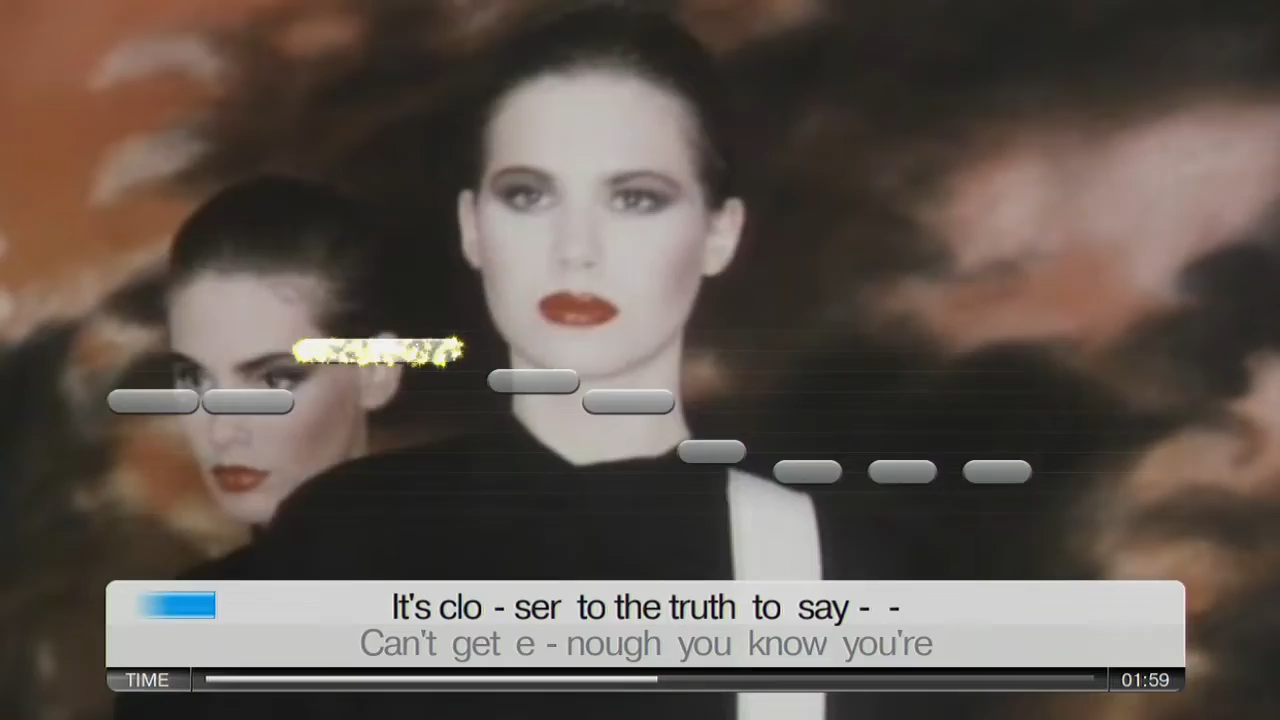 It's clo - ser to the truth to say - -
Can't get e - nough you know you're
TIME
01:59